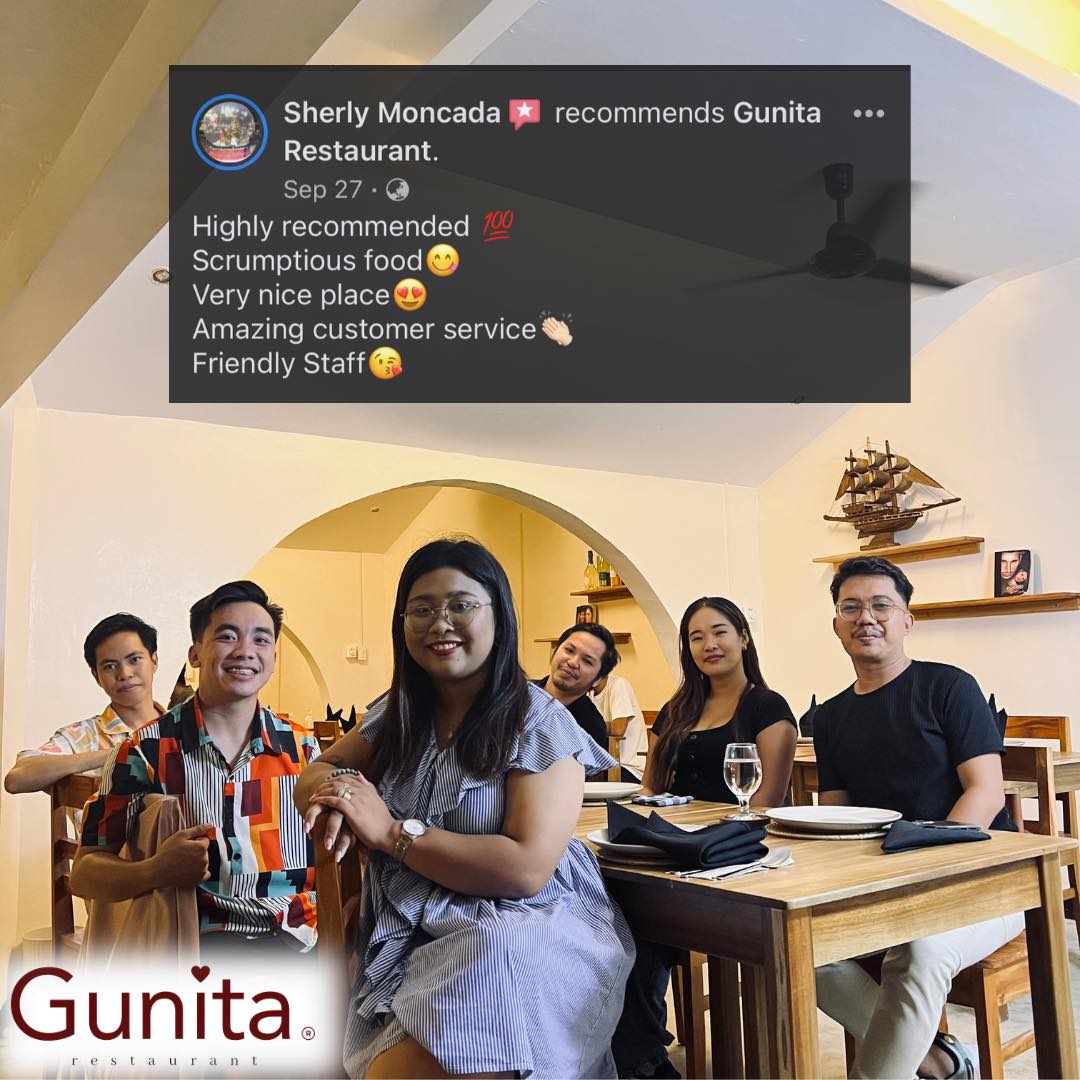 Sherly Moncada recommends Gunita
Restaurant.
Sep 27 ·
Highly recommended 💯
Scrumptious food😋
Very nice place😍
Amazing customer service👏🏻
Friendly Staff😘
Gunita®
restaurant